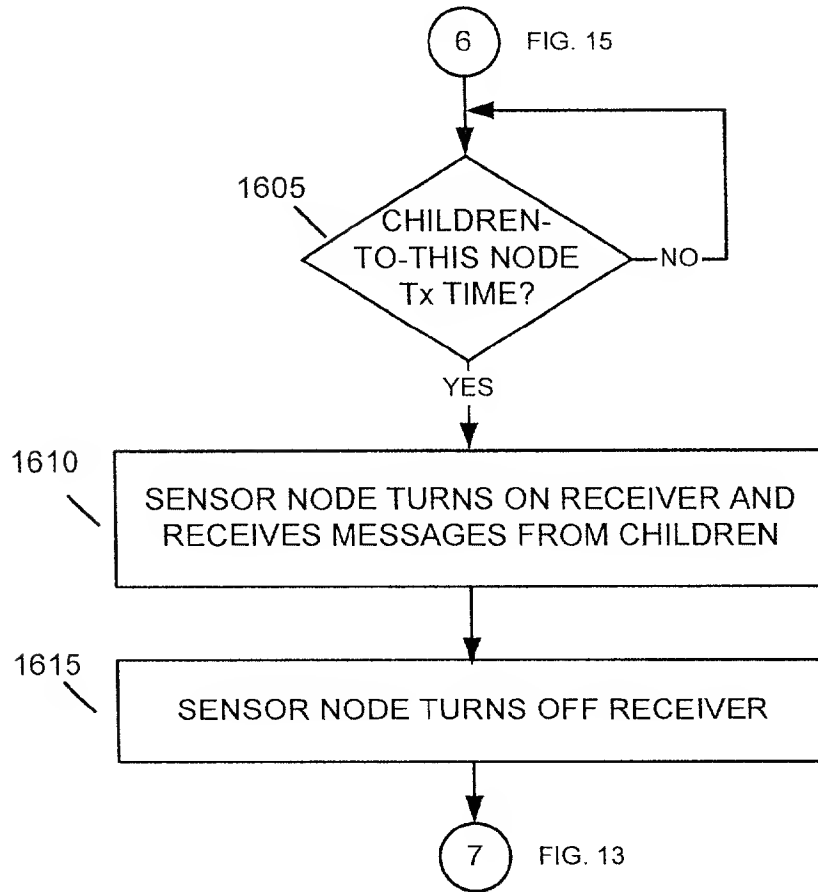 6 FIG. 15
1605
CHILDREN-
TO-THIS NODE
Tx TIME?
NO
YES
1610
SENSOR NODE TURNS ON RECEIVER AND
RECEIVES MESSAGES FROM CHILDREN
1615
SENSOR NODE TURNS OFF RECEIVER
7 FIG. 13